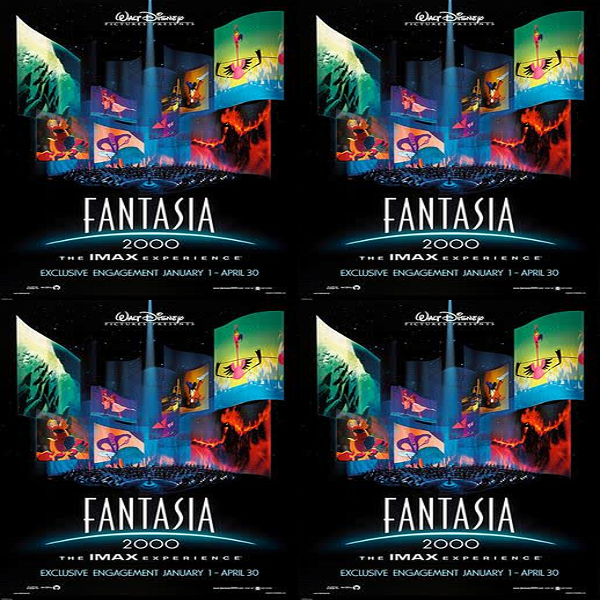 WALT DISNEY WALT DISNEY
PICTURES PRESENTS PICTURES PRESENTS
FANTASIA FANTASIA
2000 2000
THE IMAX EXPERIENCE THE IMAX EXPERIENCE
EXCLUSIVE ENGAGEMENT JANUARY 1 - APRIL 30 EXCLUSIVE ENGAGEMENT JANUARY 1 - APRIL 30
WALT DISNEY WALT DISNEY
PICTURES PRESENTS PICTURES PRESENTS
FANTASIA FANTASIA
2000 2000
THE IMAX EXPERIENCE THE IMAX EXPERIENCE
EXCLUSIVE ENGAGEMENT JANUARY 1 - APRIL 30 EXCLUSIVE ENGAGEMENT JANUARY 1 - APRIL 30